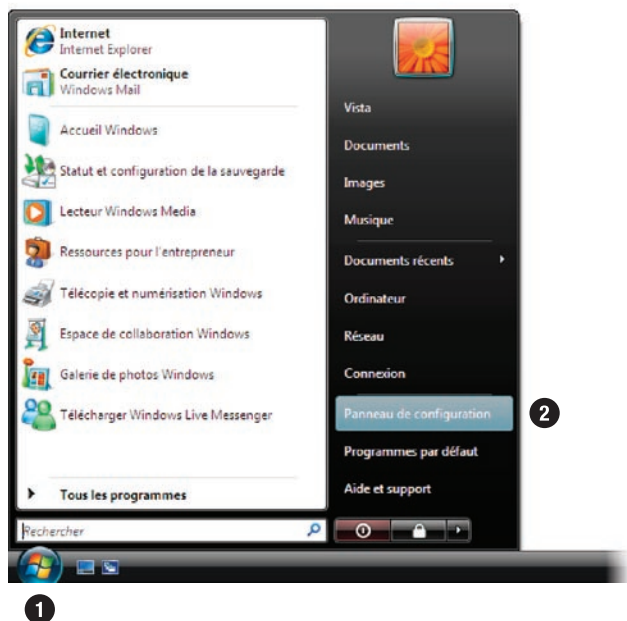 Internet
Internet Explorer
Courrier électronique
Windows Mail
Accueil Windows
Statut et configuration de la sauvegarde
Lecteur Windows Media
Ressources pour l'entrepreneur
Télécopie et numérisation Windows
Espace de collaboration Windows
Galerie de photos Windows
Télécharger Windows Live Messenger
Tous les programmes
Rechercher
Vista
Documents
Images
Musique
Documents récents
Ordinateur
Réseau
Connexion
Panneau de configuration
2
Programmes par défaut
Aide et support
1